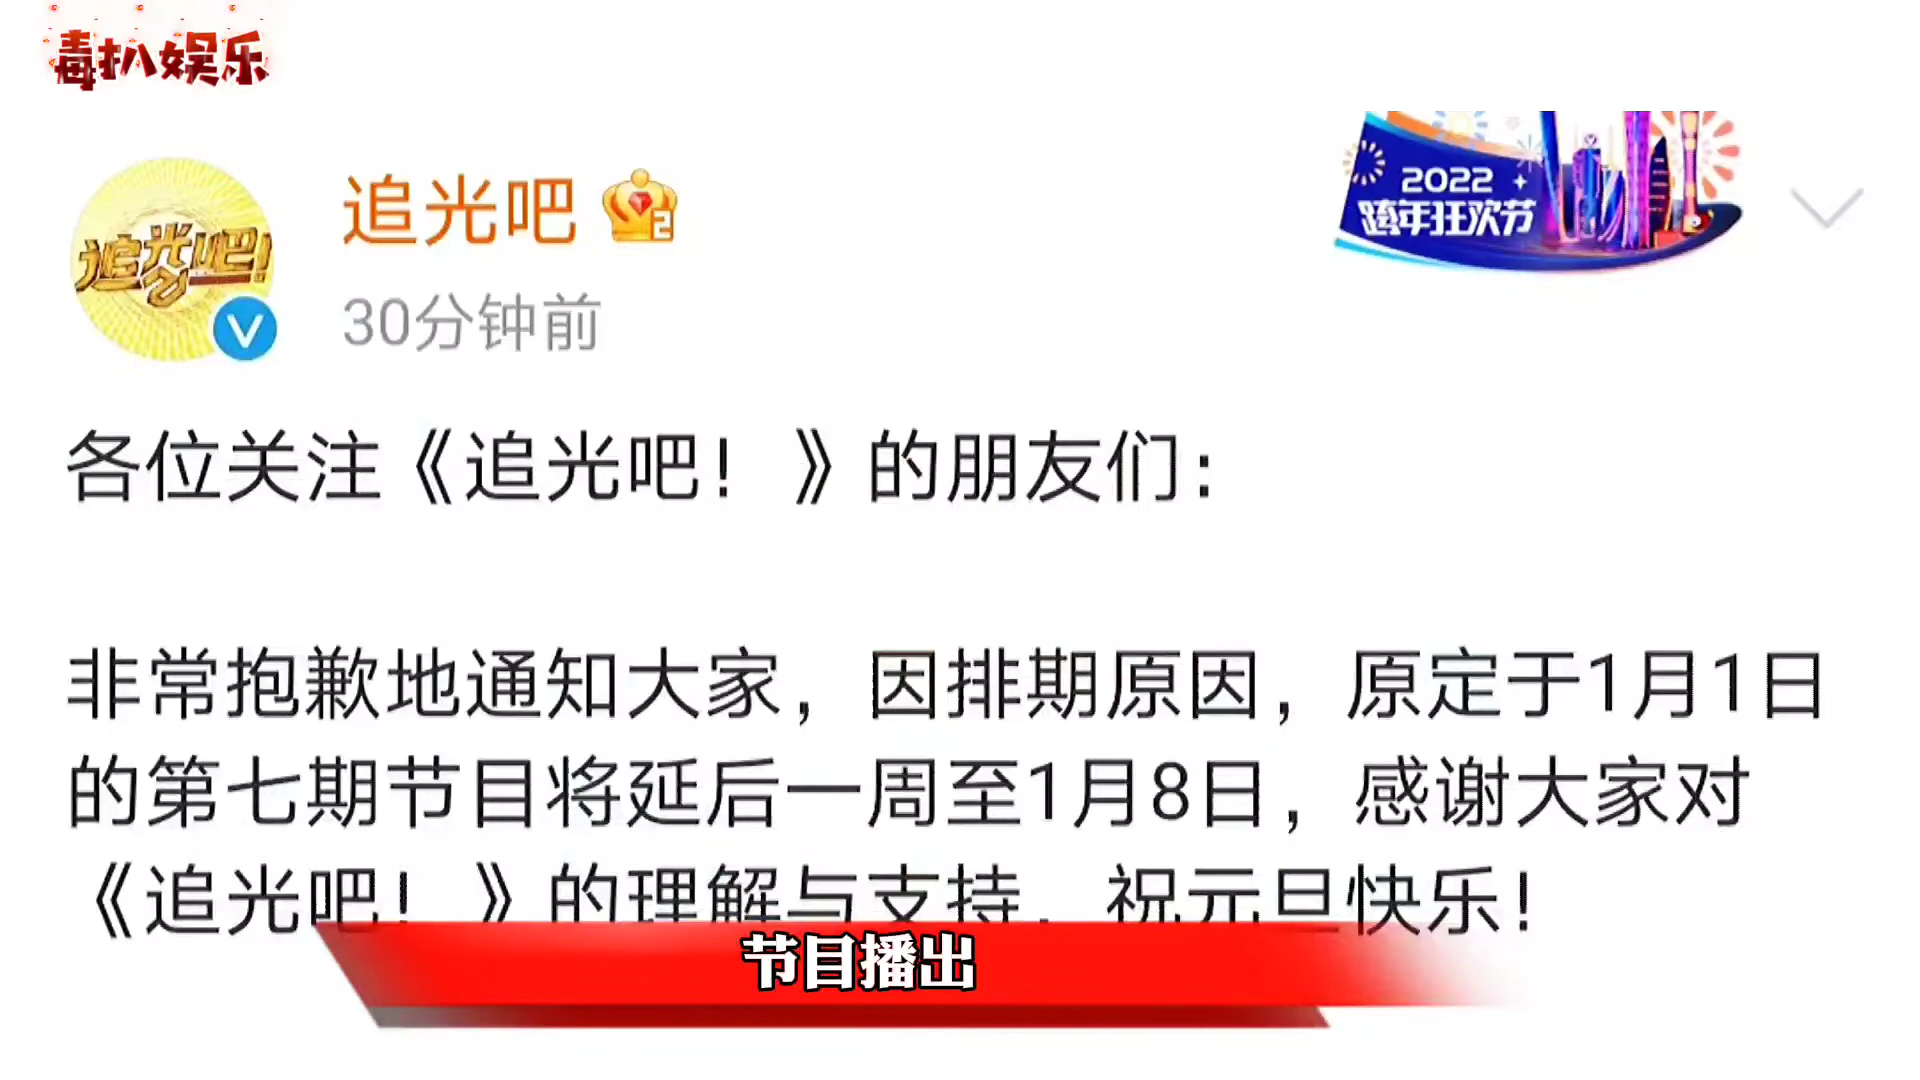 毒扒娱乐
追光吧!
追光吧 2
30分钟前
2022
跨年狂欢节
各位关注《追光吧！》的朋友们：
非常抱歉地通知大家，因排期原因，原定于1月1日
的第七期节目将延后一周至1月8日，感谢大家对
《追光吧！》的理解与支持，祝元旦快乐！
节目播出